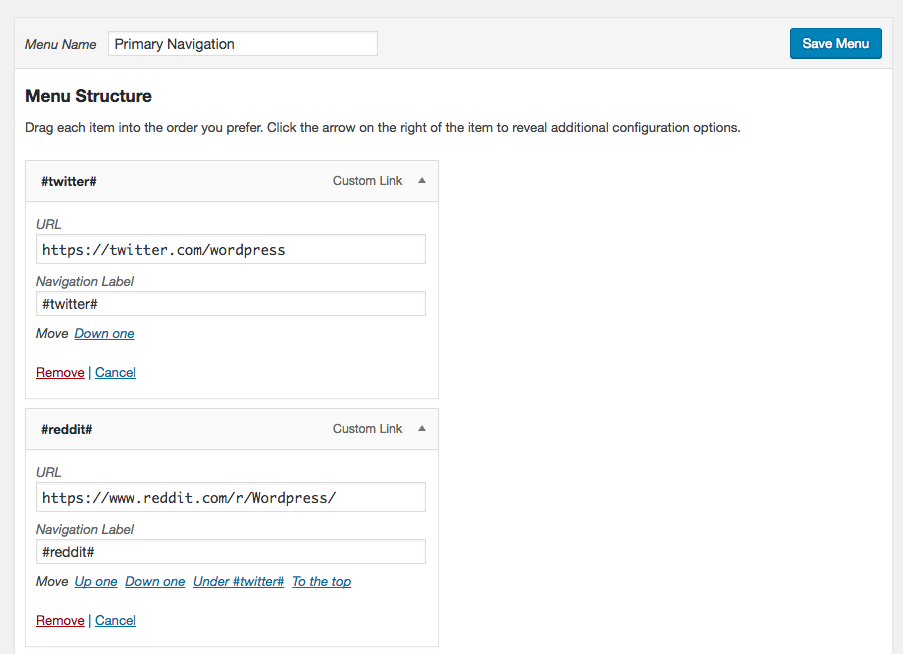 Menu Name Primary Navigation Save Menu
Menu Structure
Drag each item into the order you prefer. Click the arrow on the right of the item to reveal additional configuration options.
#twitter# Custom Link
URL
https://twitter.com/wordpress
Navigation Label
#twitter#
Move Down one
Remove | Cancel
#reddit# Custom Link
URL
https://www.reddit.com/r/Wordpress/
Navigation Label
#reddit#
Move Up one Down one Under #twitter# To the top
Remove | Cancel